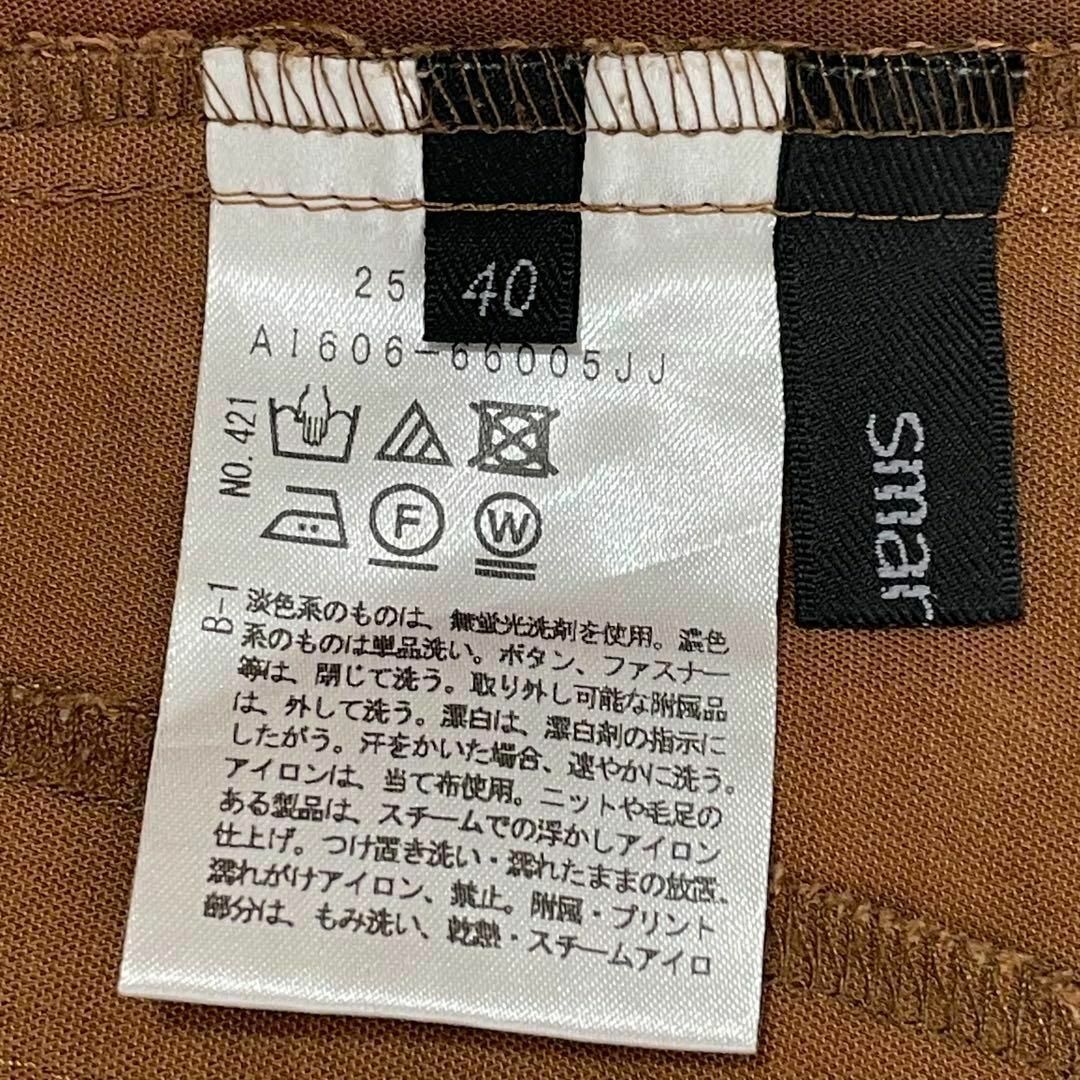 25
40
AI606-66005JJ
NO.421
F
W
B-1
淡色系のものは、無蛍光洗剤を使用。濃色
系のものは単品洗い。ボタン、ファスナー
等は、閉じて洗う。取り外し可能な附属品
は、外して洗う。漂白は、漂白剤の指示に
したがう。汗をかいた場合、速やかに洗う。
アイロンは、当て布使用。ニットや毛足の
ある製品は、スチームでの浮かしアイロン
仕上げ。つけ置き洗い・濡れたままの放置、
濡れがけアイロン、禁止。附属・プリント
部分は、もみ洗い、乾熱・スチームアイロ
smar